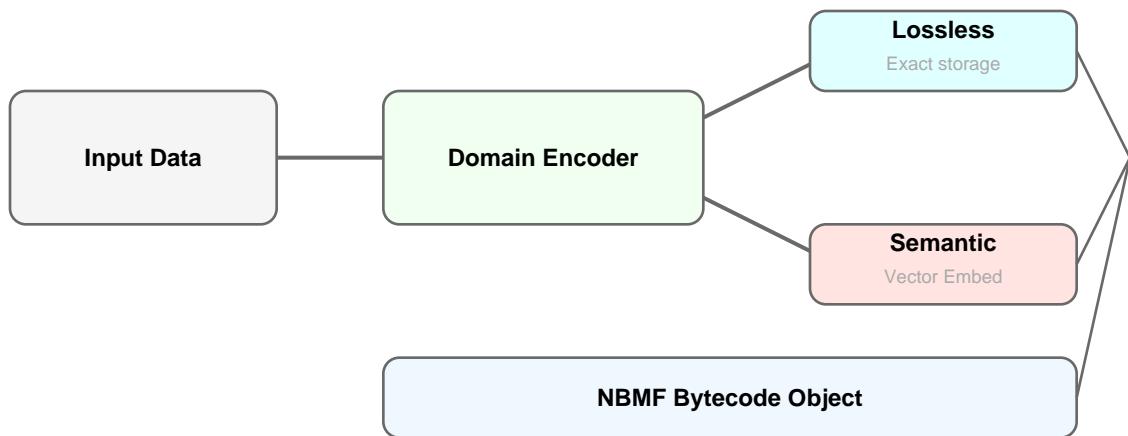 Lossless
Exact storage
Input Data
Domain Encoder
Semantic
Vector Embed
NBMF Bytecode Object